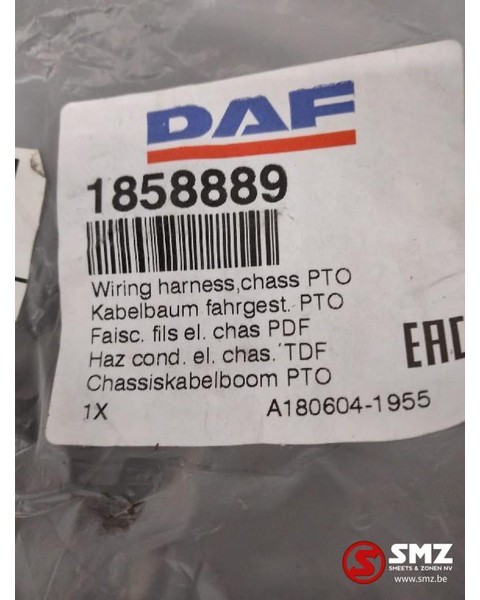 DAF
1858889
Wiring harness,chass PTO
Kabelbaum fahrgest. PTO
Faisc. fils el. chas PDF
Haz cond. el. chas. TDF
Chassiskabelboom PTO
EAC
1X A180604-1955
SMZ
SHEETS & ZONEN NV
www.smz.be